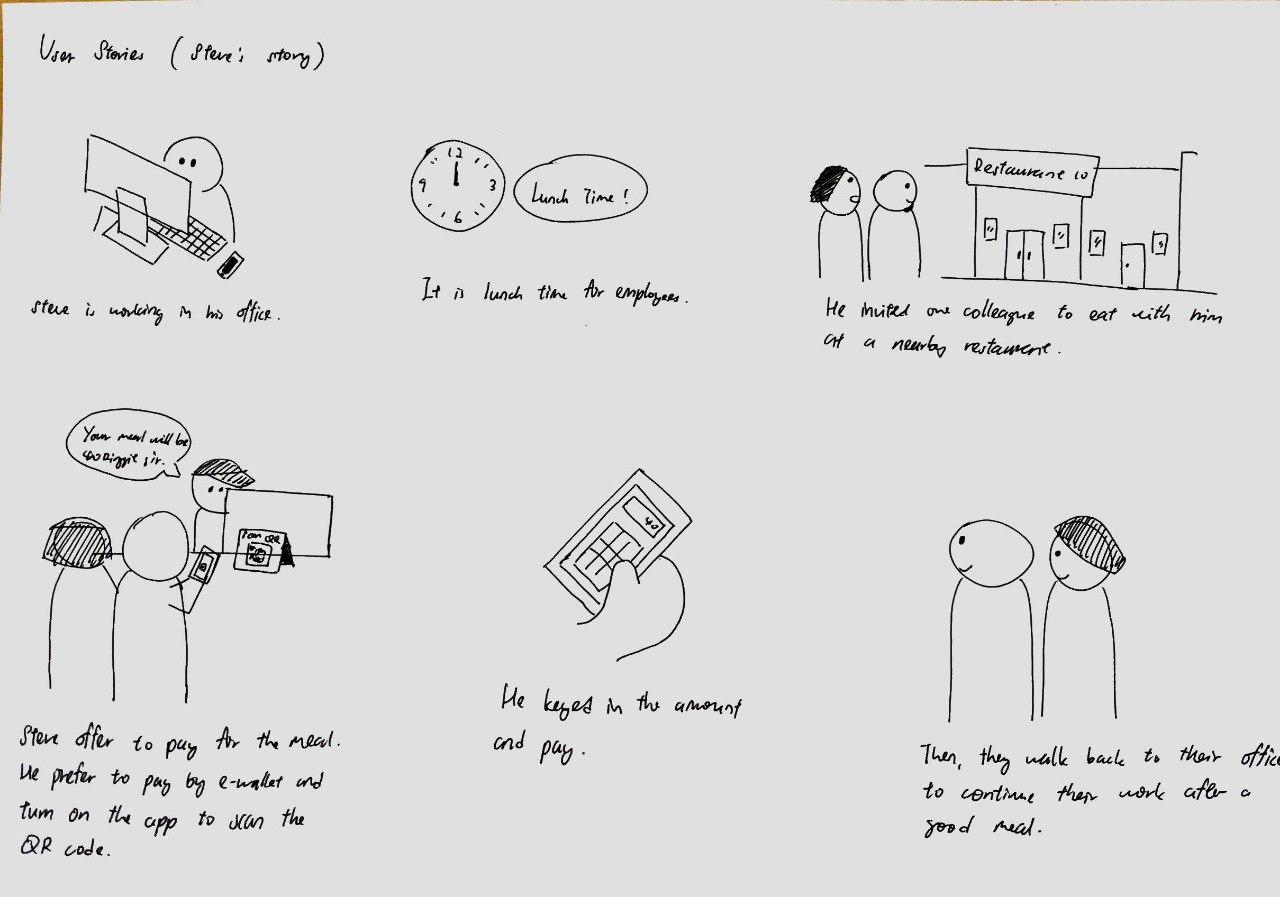 User Stories (Steve's story)
12
9
3
6
Lunch Time!
Restaurant 10
Steve is working in his office.
It is lunch time for employees.
He invited one colleague to eat with him
at a nearby restaurant.
Your meal will be
40 Ringgit sir.
Steve offer to pay for the meal.
He prefer to pay by e-wallet and
turn on the app to scan the
QR code.
40
He keyed in the amount
and pay.
Then, they walk back to their office
to continue their work after a
good meal.